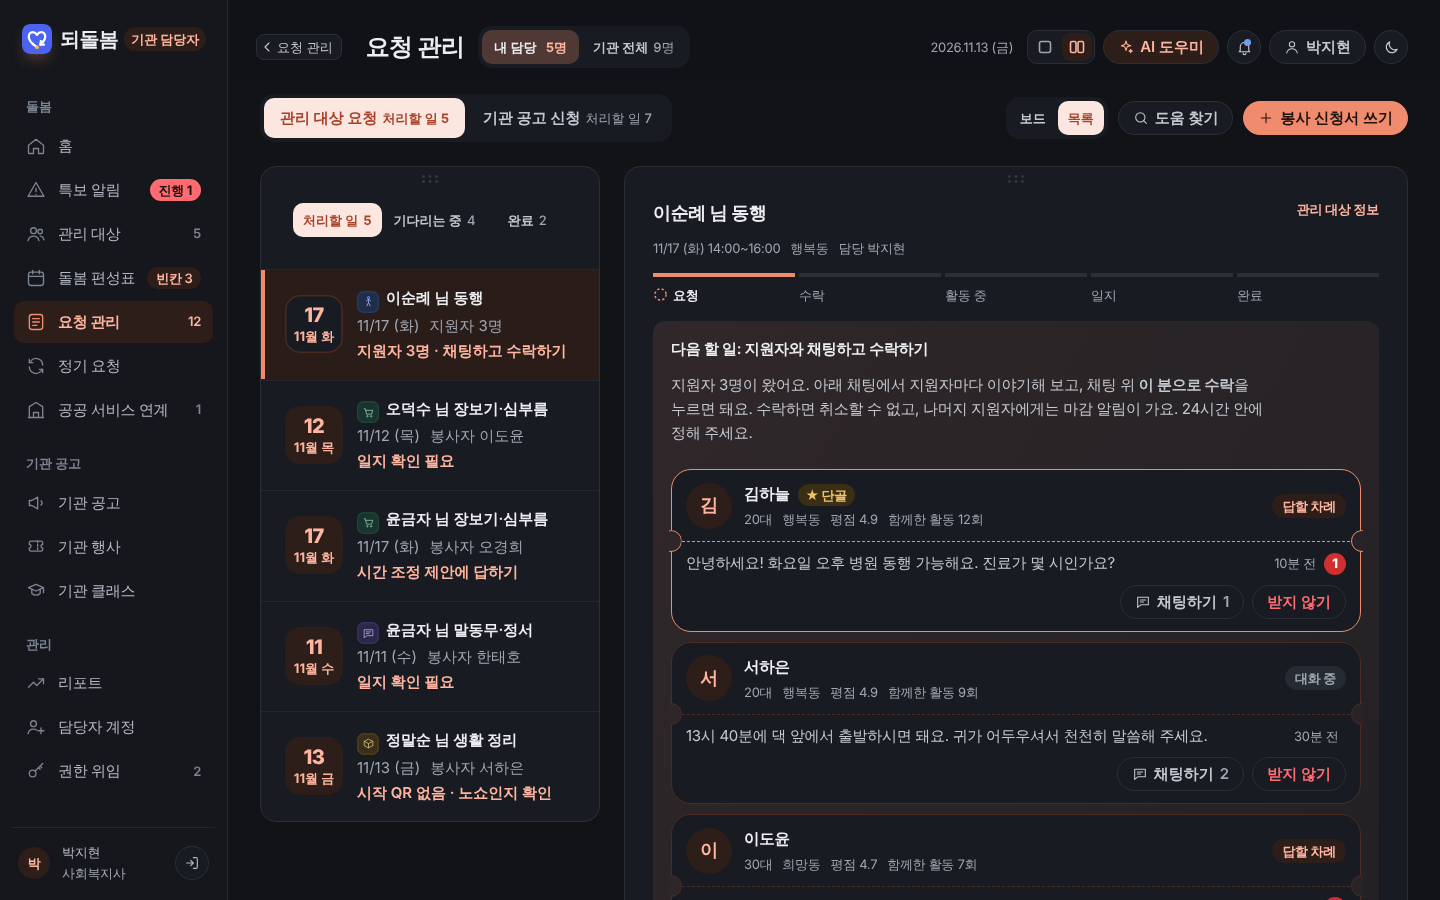 되돌봄 기관 담당자
돌봄
홈
특보 알림 진행 1
관리 대상 5
돌봄 편성표 빈칸 3
요청 관리 12
정기 요청
공공 서비스 연계 1
기관 공고
기관 공고
기관 행사
기관 클래스
관리
리포트
담당자 계정
권한 위임 2
박 박지현
사회복지사
요청 관리
요청 관리
내 담당 5명 기관 전체 9명
2026.11.13 (금)
AI 도우미
박지현
관리 대상 요청 처리할 일 5 기관 공고 신청 처리할 일 7
보드 목록
도움 찾기
봉사 신청서 쓰기
처리할 일 5 기다리는 중 4 완료 2
17
11월 화
이순례 님 동행
11/17 (화) 지원자 3명
지원자 3명 · 채팅하고 수락하기
12
11월 목
오덕수 님 장보기·심부름
11/12 (목) 봉사자 이도윤
일지 확인 필요
17
11월 화
윤금자 님 장보기·심부름
11/17 (화) 봉사자 오경희
시간 조정 제안에 답하기
11
11월 수
윤금자 님 말동무·정서
11/11 (수) 봉사자 한태호
일지 확인 필요
13
11월 금
정말순 님 생활 정리
11/13 (금) 봉사자 서하은
시작 QR 없음 · 노쇼인지 확인
이순례 님 동행
관리 대상 정보
11/17 (화) 14:00~16:00 행복동 담당 박지현
요청 수락 활동 중 일지 완료
다음 할 일: 지원자와 채팅하고 수락하기
지원자 3명이 왔어요. 아래 채팅에서 지원자마다 이야기해 보고, 채팅 위 이 분으로 수락을
누르면 돼요. 수락하면 취소할 수 없고, 나머지 지원자에게는 마감 알림이 가요. 24시간 안에
정해 주세요.
김 김하늘 ★ 단골
20대 행복동 평점 4.9 함께한 활동 12회
답할 차례
안녕하세요! 화요일 오후 병원 동행 가능해요. 진료가 몇 시인가요?
10분 전 1
채팅하기 1 받지 않기
서 서하은
20대 행복동 평점 4.9 함께한 활동 9회
대화 중
13시 40분에 댁 앞에서 출발하시면 돼요. 귀가 어두우셔서 천천히 말씀해 주세요.
30분 전
채팅하기 2 받지 않기
이 이도윤
30대 희망동 평점 4.7 함께한 활동 7회
답할 차례